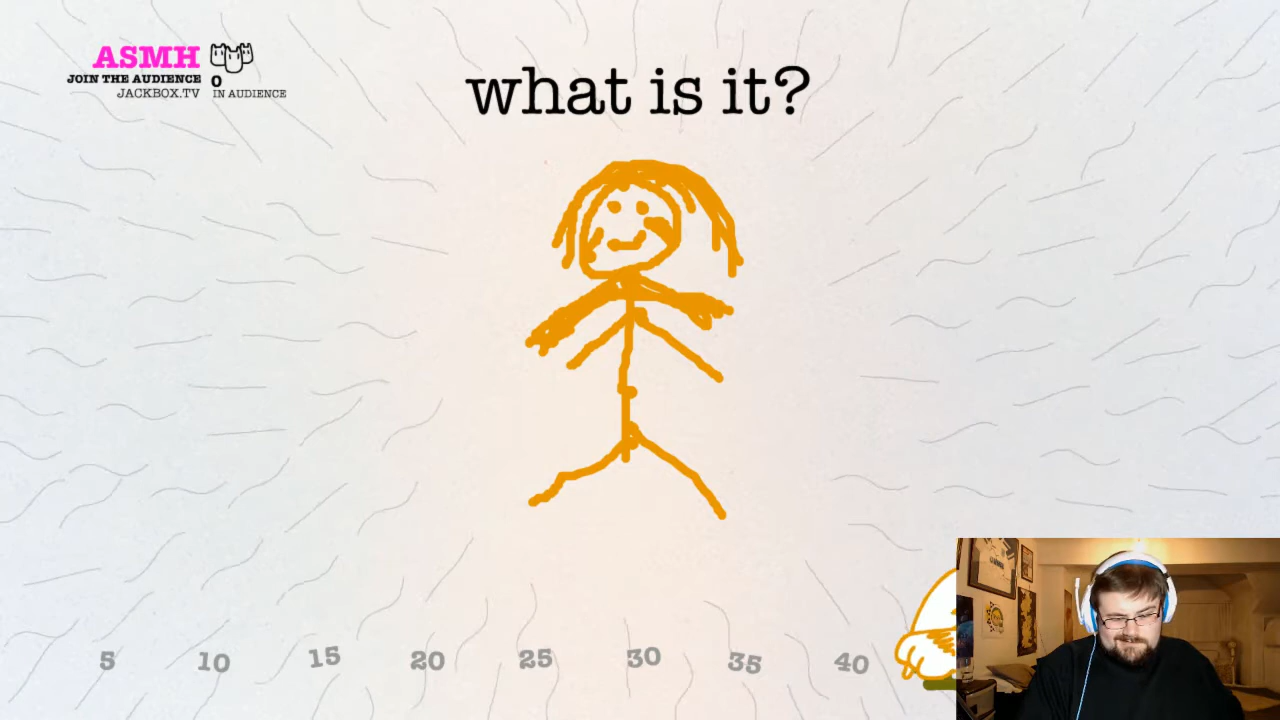 ASMH
JOIN THE AUDIENCE
JACKBOX.TV
0
IN AUDIENCE
what is it?
5 10 15 20 25 30 35 40